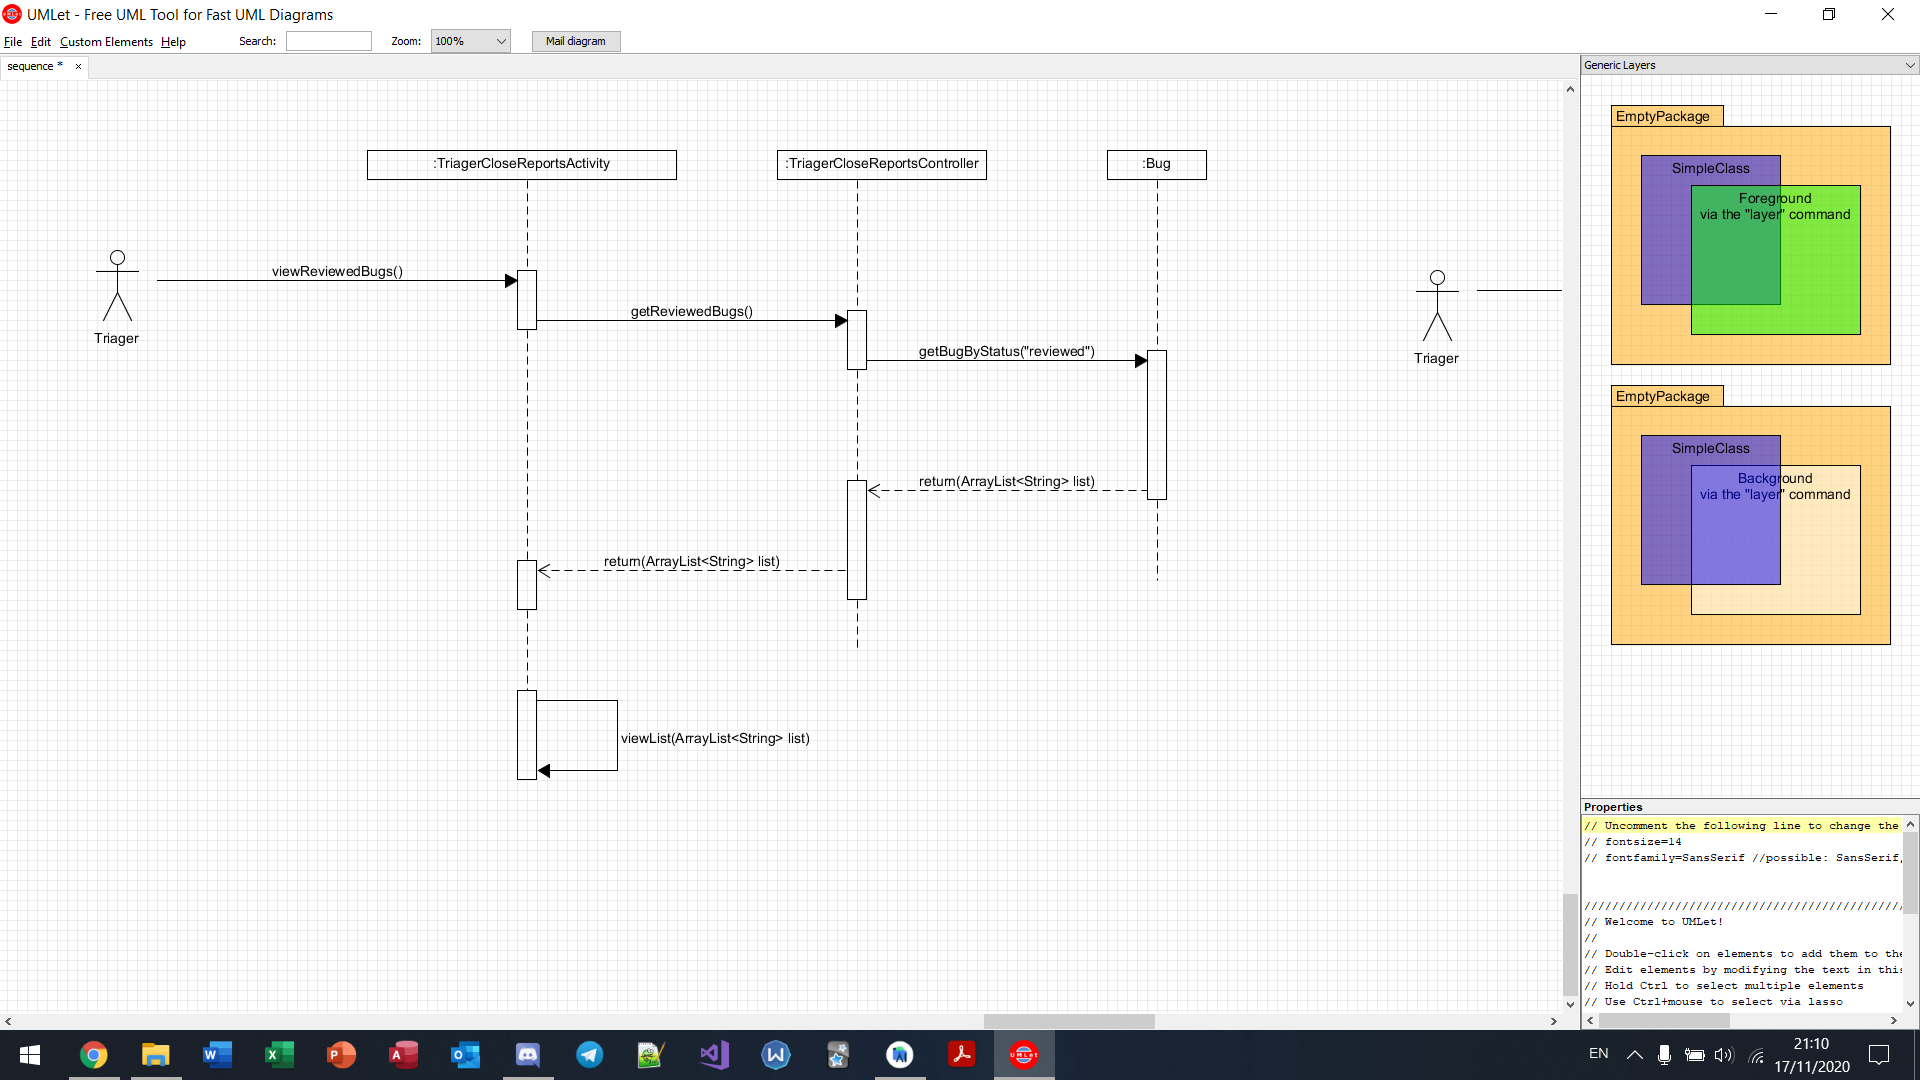 UMLet - Free UML Tool for Fast UML Diagrams
File Edit Custom Elements Help Search: Zoom: 100% Mail diagram
sequence *
Generic Layers
:TriagerCloseReportsActivity
:TriagerCloseReportsController
:Bug
viewReviewedBugs()
Triager
getReviewedBugs()
getBugByStatus("reviewed")
Triager
return(ArrayList<String> list)
return(ArrayList<String> list)
viewList(ArrayList<String> list)
EmptyPackage
SimpleClass
Foreground
via the "layer" command
EmptyPackage
SimpleClass
Background
via the "layer" command
Properties
// Uncomment the following line to change the
// fontsize=14
// fontfamily=SansSerif //possible: SansSerif,
/////////////////////////////////////////////
// Welcome to UMLet!
//
// Double-click on elements to add them to the
// Edit elements by modifying the text in this
// Hold Ctrl to select multiple elements
// Use Ctrl+mouse to select via lasso
UMLet
EN
21:10
17/11/2020